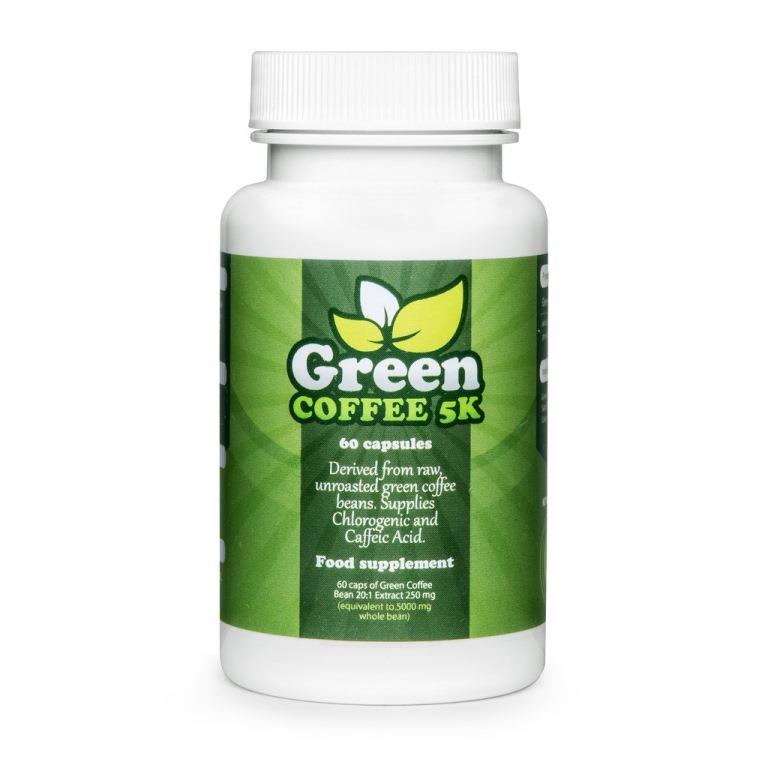 Green
COFFEE 5K
60 capsules
Derived from raw,
unroasted green coffee
beans. Supplies
Chlorogenic and
Caffeic Acid.
Food supplement
60 caps of Green Coffee
Bean 20:1 Extract 250 mg
(equivalent to 5000 mg
whole bean)